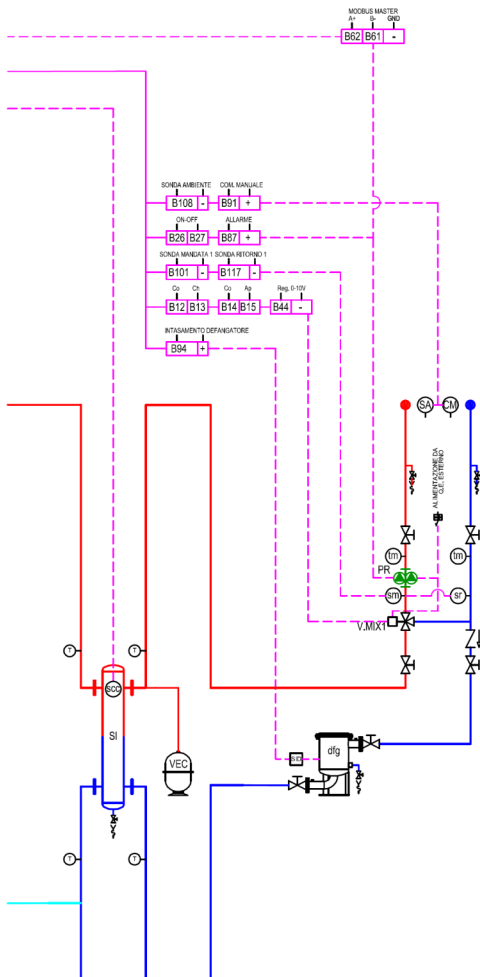 MODBUS MASTER
A+ B- GND
B62 B61 -
SONDA AMBIENTE COM. MANUALE
B108 - B91 +
ON-OFF ALLARME
B26 B27 B87 +
SONDA MANDATA 1 SONDA RITORNO 1
B101 - B117 -
Co Ch Co Ap Reg. 0-10V
B12 B13 B14 B15 B44 -
INTASAMENTO DEFANGATORE
B94 +
SA CM
ALIMENTAZIONE DA
Q.E. ESTERNO
tm tm
PR
sm sr
V.MIX1
T T
scc
SI
VEC
SID
dfg
T T